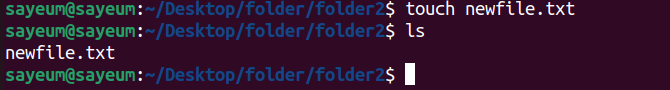 sayeum@sayeum:~/Desktop/folder/folder2$ touch newfile.txt
sayeum@sayeum:~/Desktop/folder/folder2$ ls
newfile.txt
sayeum@sayeum:~/Desktop/folder/folder2$